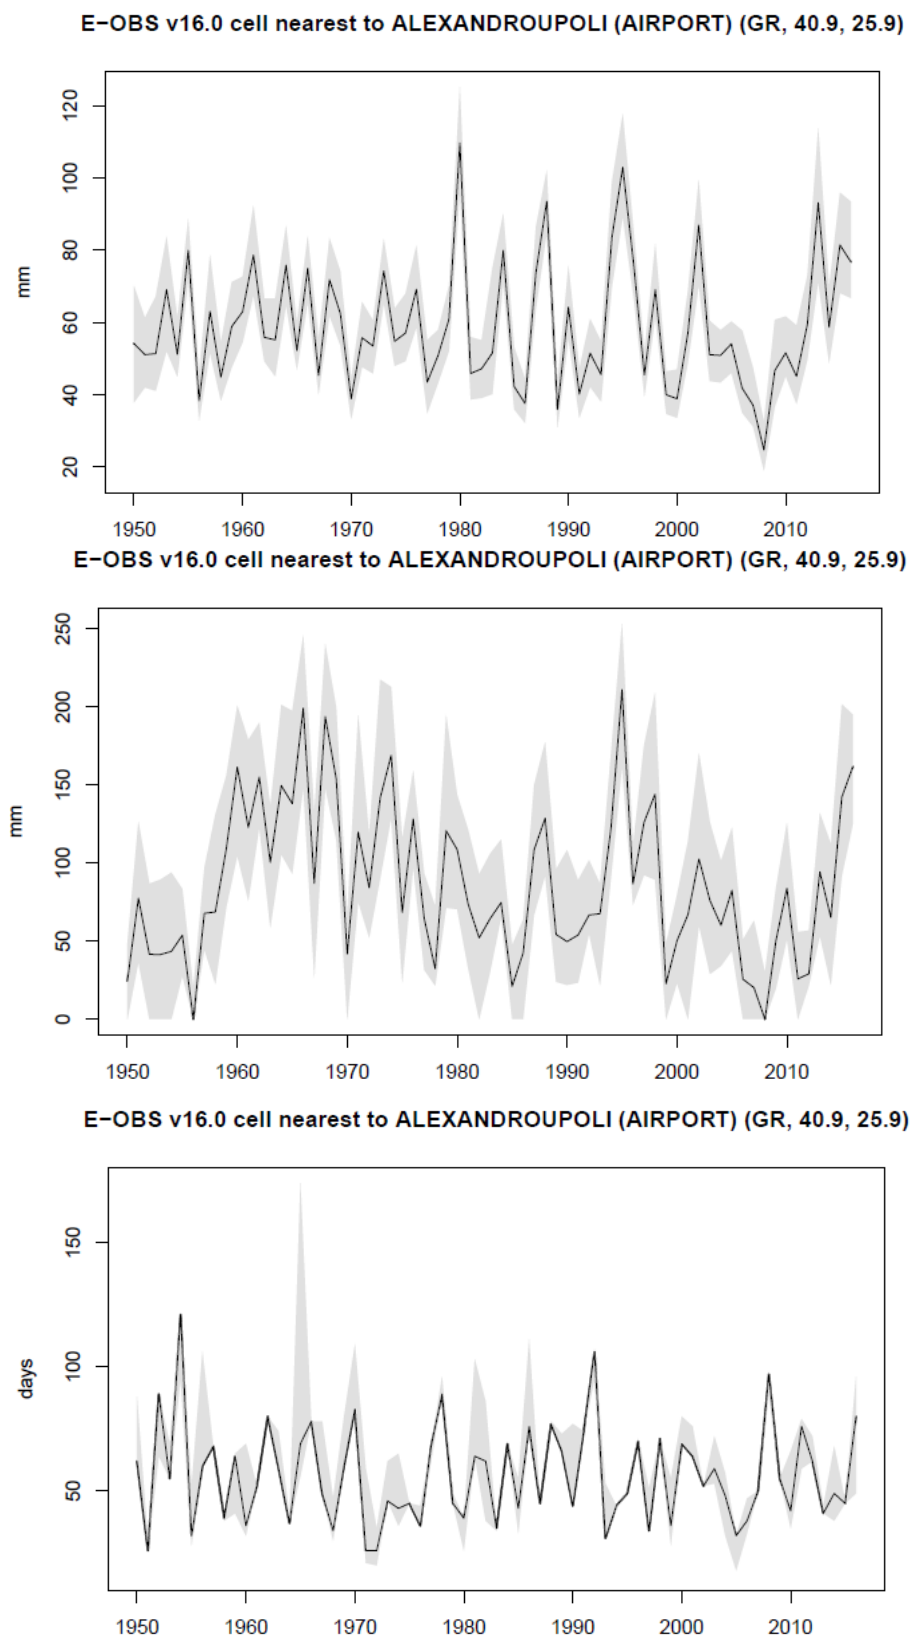 E−OBS v16.0 cell nearest to ALEXANDROUPOLI (AIRPORT) (GR, 40.9, 25.9)
120
100
80
60
40
20
mm
1950 1960 1970 1980 1990 2000 2010
E−OBS v16.0 cell nearest to ALEXANDROUPOLI (AIRPORT) (GR, 40.9, 25.9)
250
200
150
100
50
0
mm
1950 1960 1970 1980 1990 2000 2010
E−OBS v16.0 cell nearest to ALEXANDROUPOLI (AIRPORT) (GR, 40.9, 25.9)
150
100
50
days
1950 1960 1970 1980 1990 2000 2010